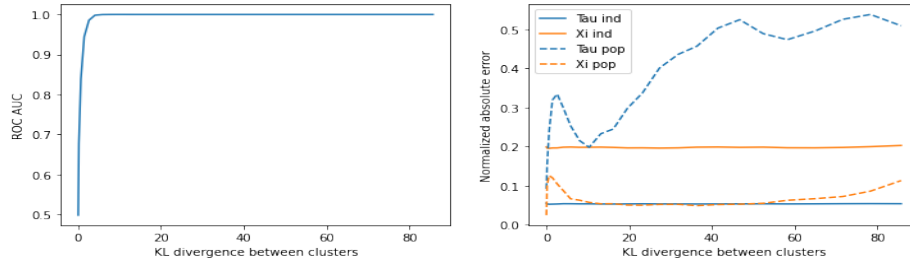 1.0
0.9
0.8
0.7
0.6
0.5
ROC AUC
0
20
40
60
80
KL divergence between clusters
Tau ind
Xi ind
Tau pop
Xi pop
0.5
0.4
0.3
0.2
0.1
0.0
Normalized absolute error
0
20
40
60
80
KL divergence between clusters